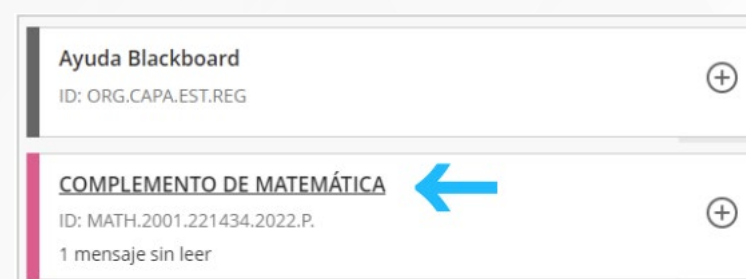 Ayuda Blackboard
ID: ORG.CAPA.EST.REG
COMPLEMENTO DE MATEMÁTICA
ID: MATH.2001.221434.2022.P.
1 mensaje sin leer